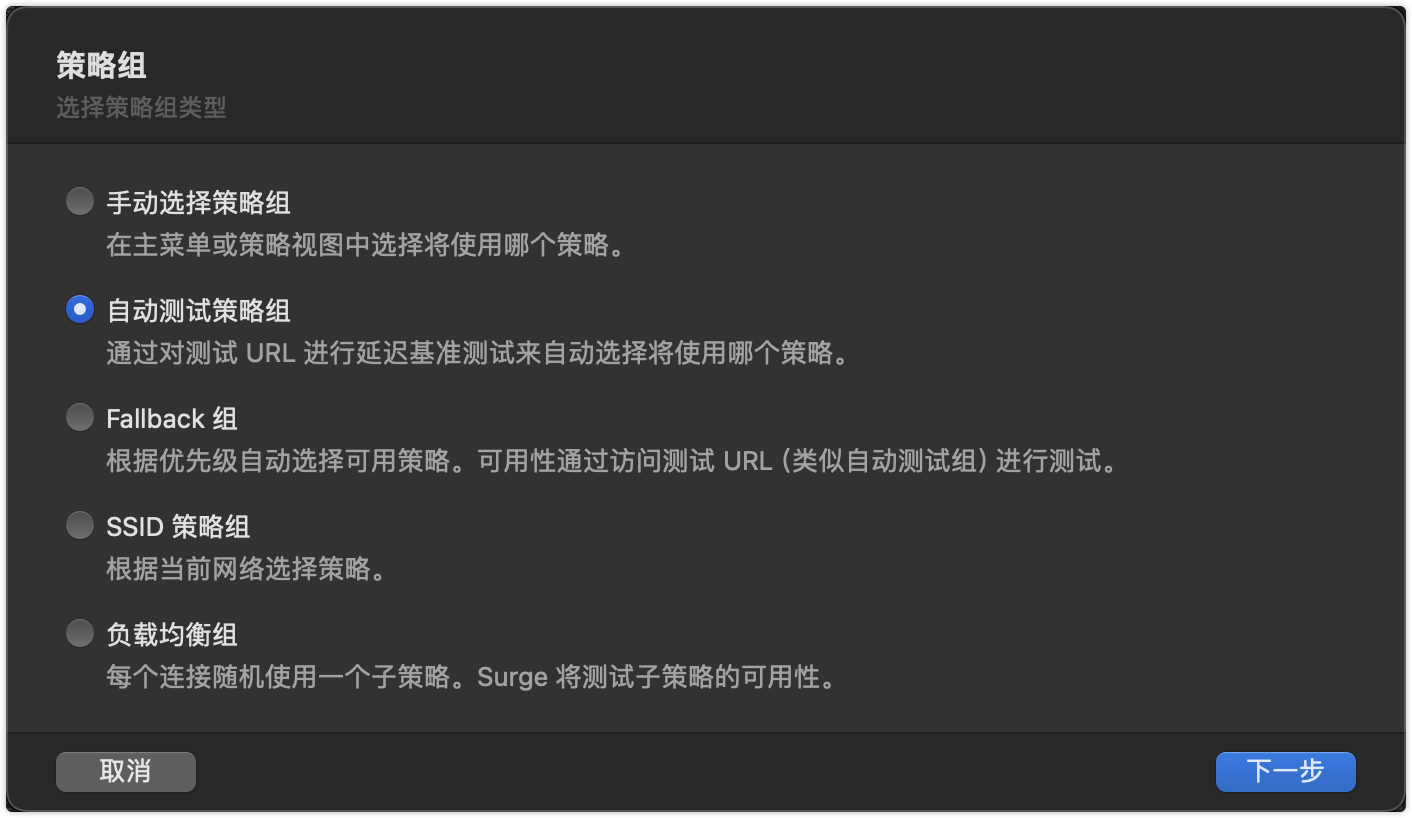 策略组
选择策略组类型
手动选择策略组
在主菜单或策略视图中选择将使用哪个策略。
自动测试策略组
通过对测试 URL 进行延迟基准测试来自动选择将使用哪个策略。
Fallback 组
根据优先级自动选择可用策略。可用性通过访问测试 URL (类似自动测试组) 进行测试。
SSID 策略组
根据当前网络选择策略。
负载均衡组
每个连接随机使用一个子策略。Surge 将测试子策略的可用性。
取消
下一步